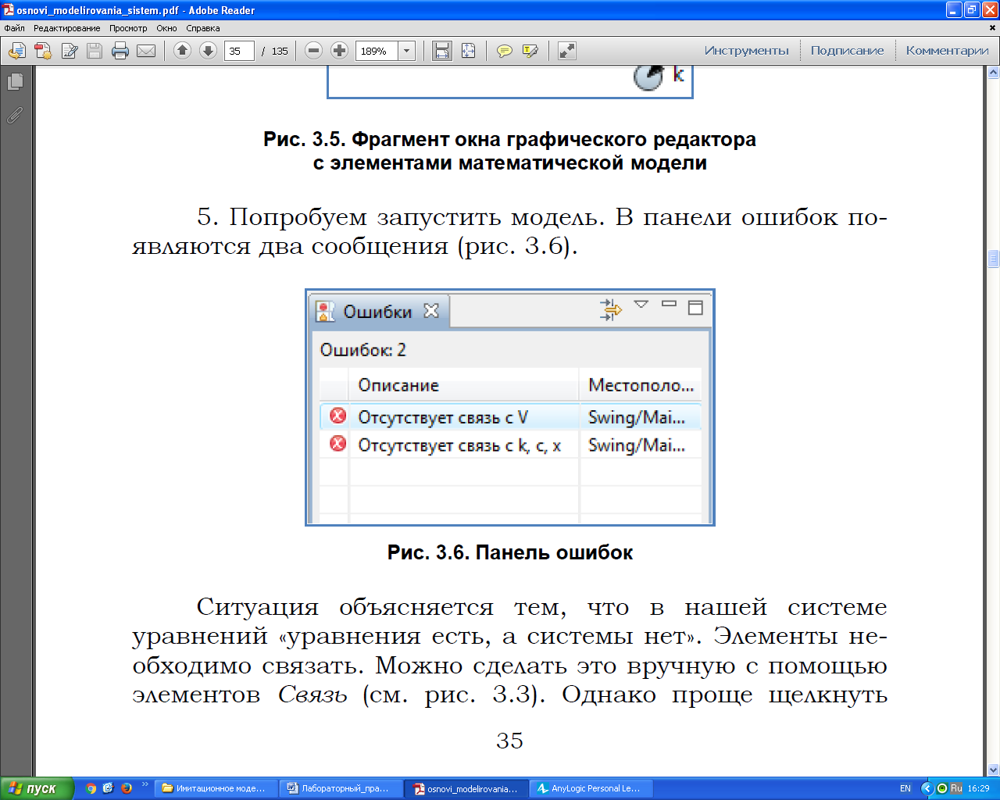 osnovi_modelirovania_sistem.pdf - Adobe Reader
Файл Редактирование Просмотр Окно Справка
35 / 135 189% Инструменты Подписание Комментарии
k
Рис. 3.5. Фрагмент окна графического редактора
с элементами математической модели
5. Попробуем запустить модель. В панели ошибок по-
являются два сообщения (рис. 3.6).
Ошибки
Ошибок: 2
Описание Местополо...
Отсутствует связь с V Swing/Mai...
Отсутствует связь с k, c, x Swing/Mai...
Рис. 3.6. Панель ошибок
Ситуация объясняется тем, что в нашей системе
уравнений «уравнения есть, а системы нет». Элементы не-
обходимо связать. Можно сделать это вручную с помощью
элементов Связь (см. рис. 3.3). Однако проще щелкнуть
35
пуск Имитационное моде... Лабораторный_пра... osnovi_modelirovania... AnyLogic Personal Le... EN Ru 16:29